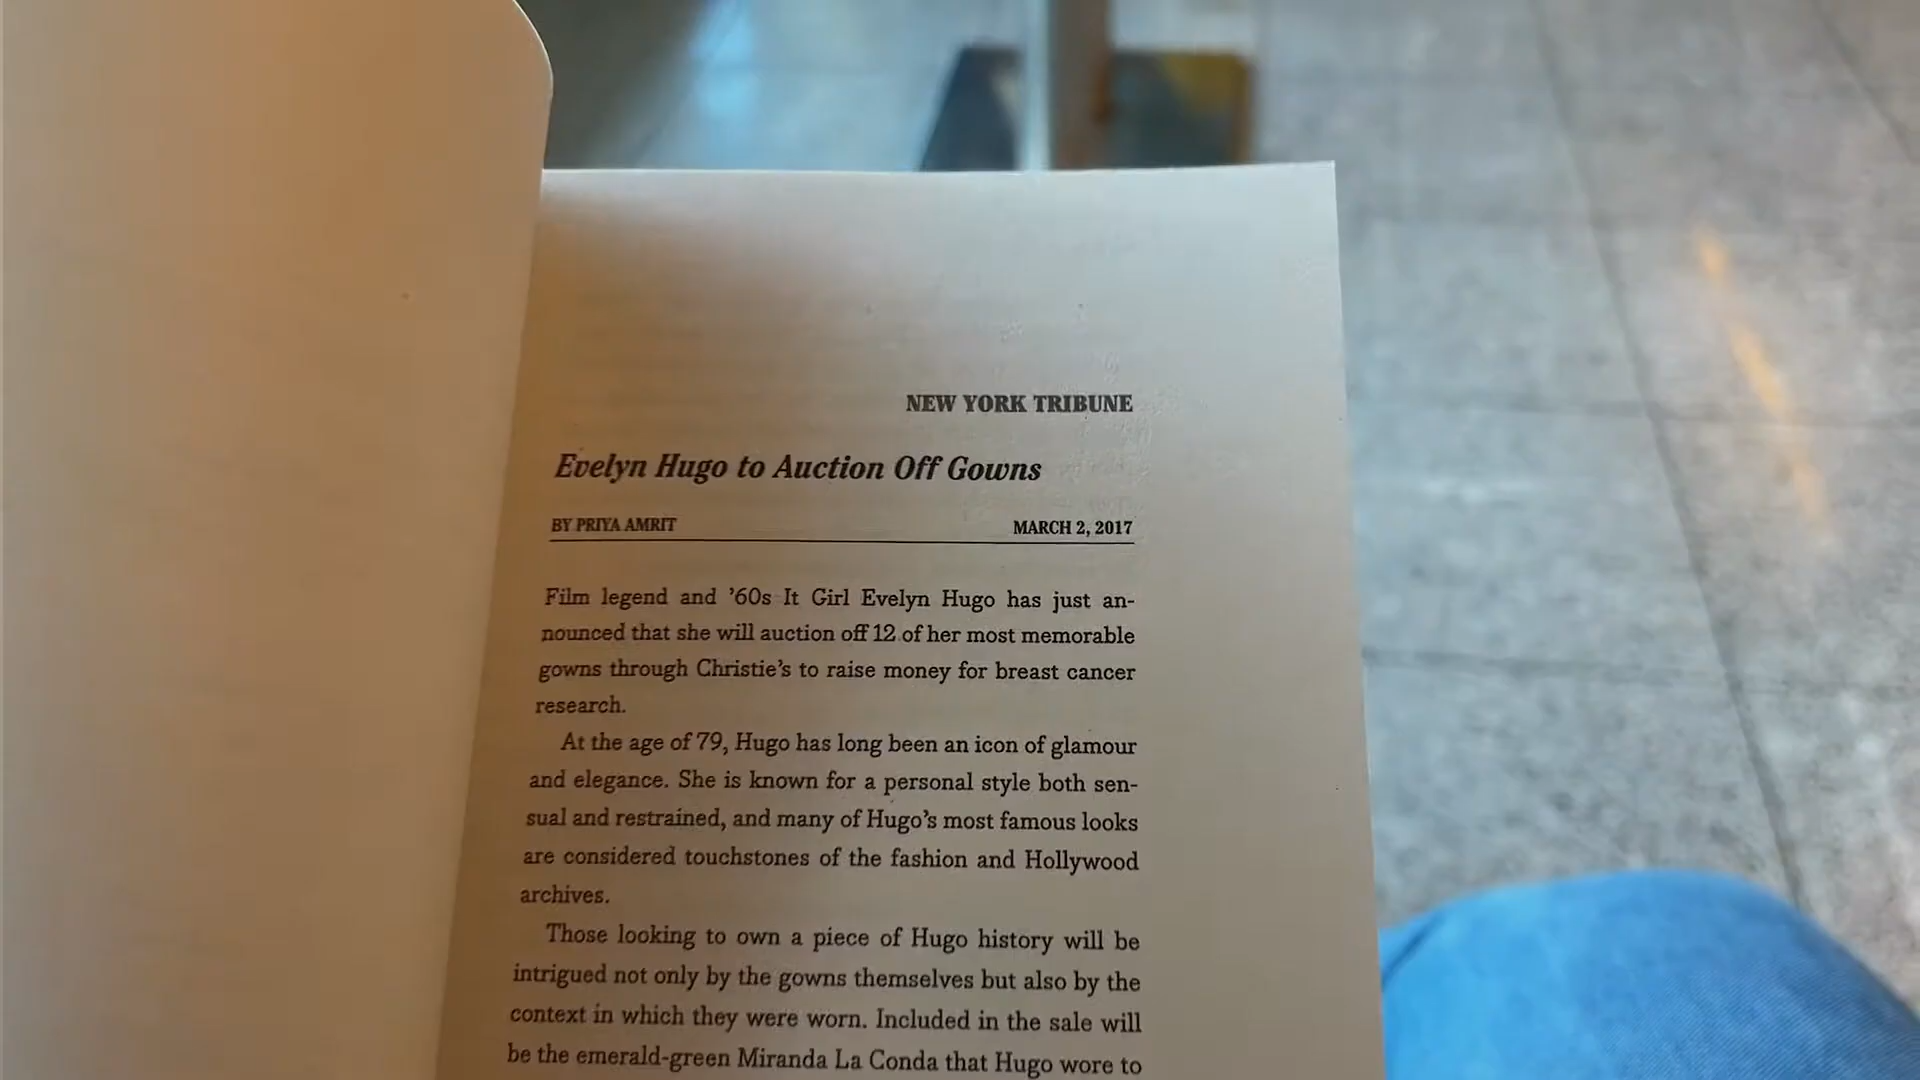 NEW YORK TRIBUNE
Evelyn Hugo to Auction Off Gowns
BY PRIYA AMRIT MARCH 2, 2017
Film legend and ’60s It Girl Evelyn Hugo has just an-
nounced that she will auction off 12 of her most memorable
gowns through Christie’s to raise money for breast cancer
research.
At the age of 79, Hugo has long been an icon of glamour
and elegance. She is known for a personal style both sen-
sual and restrained, and many of Hugo’s most famous looks
are considered touchstones of the fashion and Hollywood
archives.
Those looking to own a piece of Hugo history will be
intrigued not only by the gowns themselves but also by the
context in which they were worn. Included in the sale will
be the emerald-green Miranda La Conda that Hugo wore to